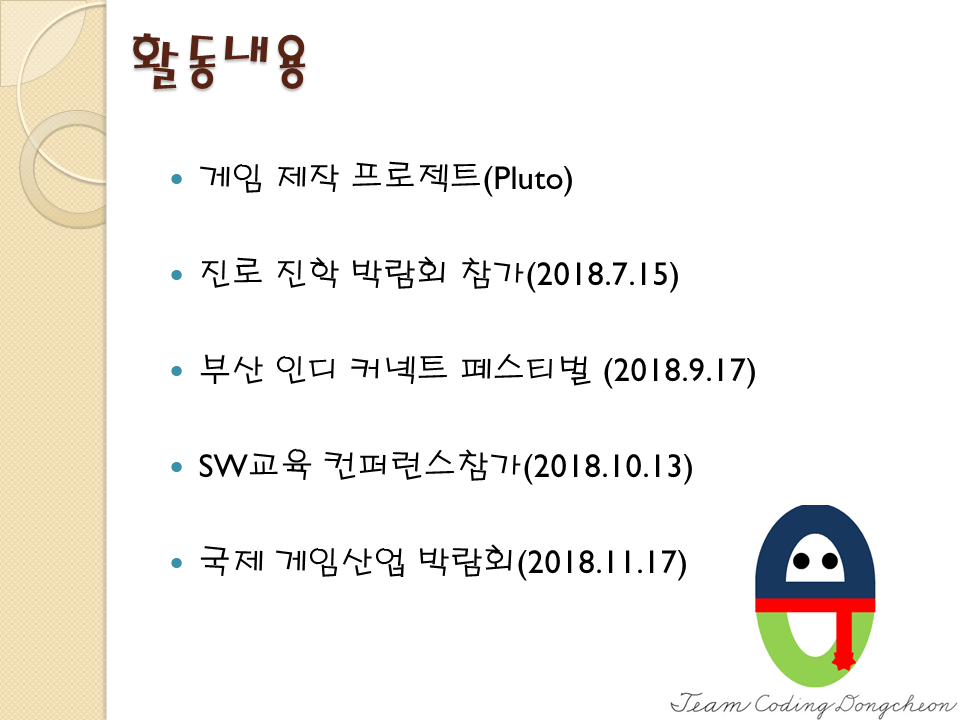 활동내용
• 게임 제작 프로젝트(Pluto)
• 진로 진학 박람회 참가(2018.7.15)
• 부산 인디 커넥트 페스티벌 (2018.9.17)
• SW교육 컨퍼런스참가(2018.10.13)
• 국제 게임산업 박람회(2018.11.17)
Team Coding Dongcheon